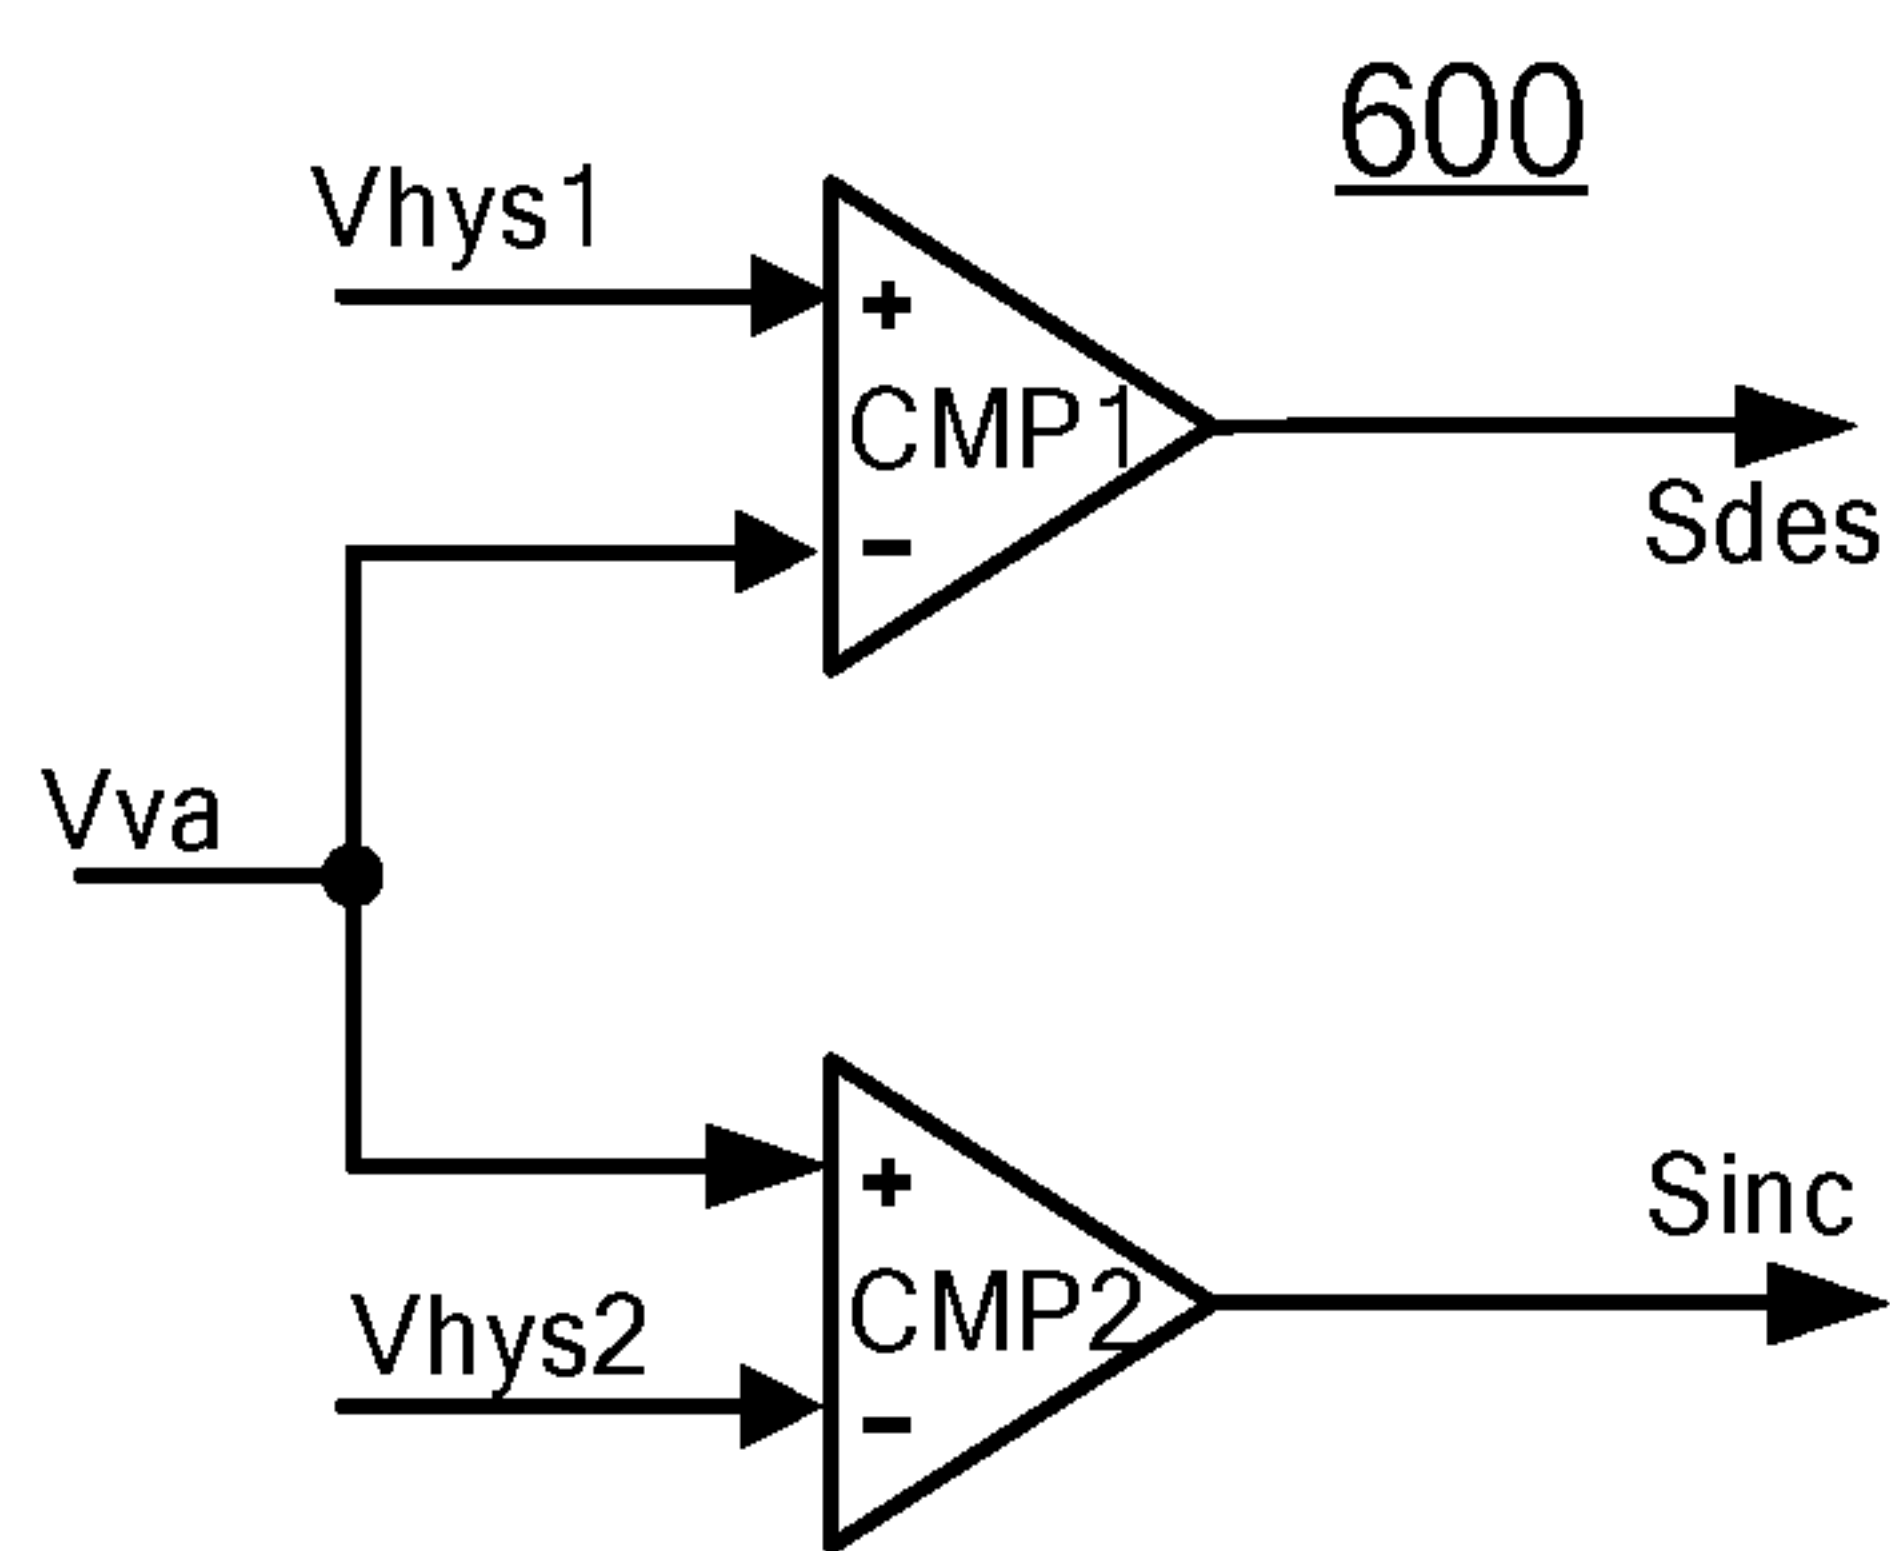 600
Vhys1
+
CMP1
-
Sdes
Vva
+
Sinc
CMP2
Vhys2
-